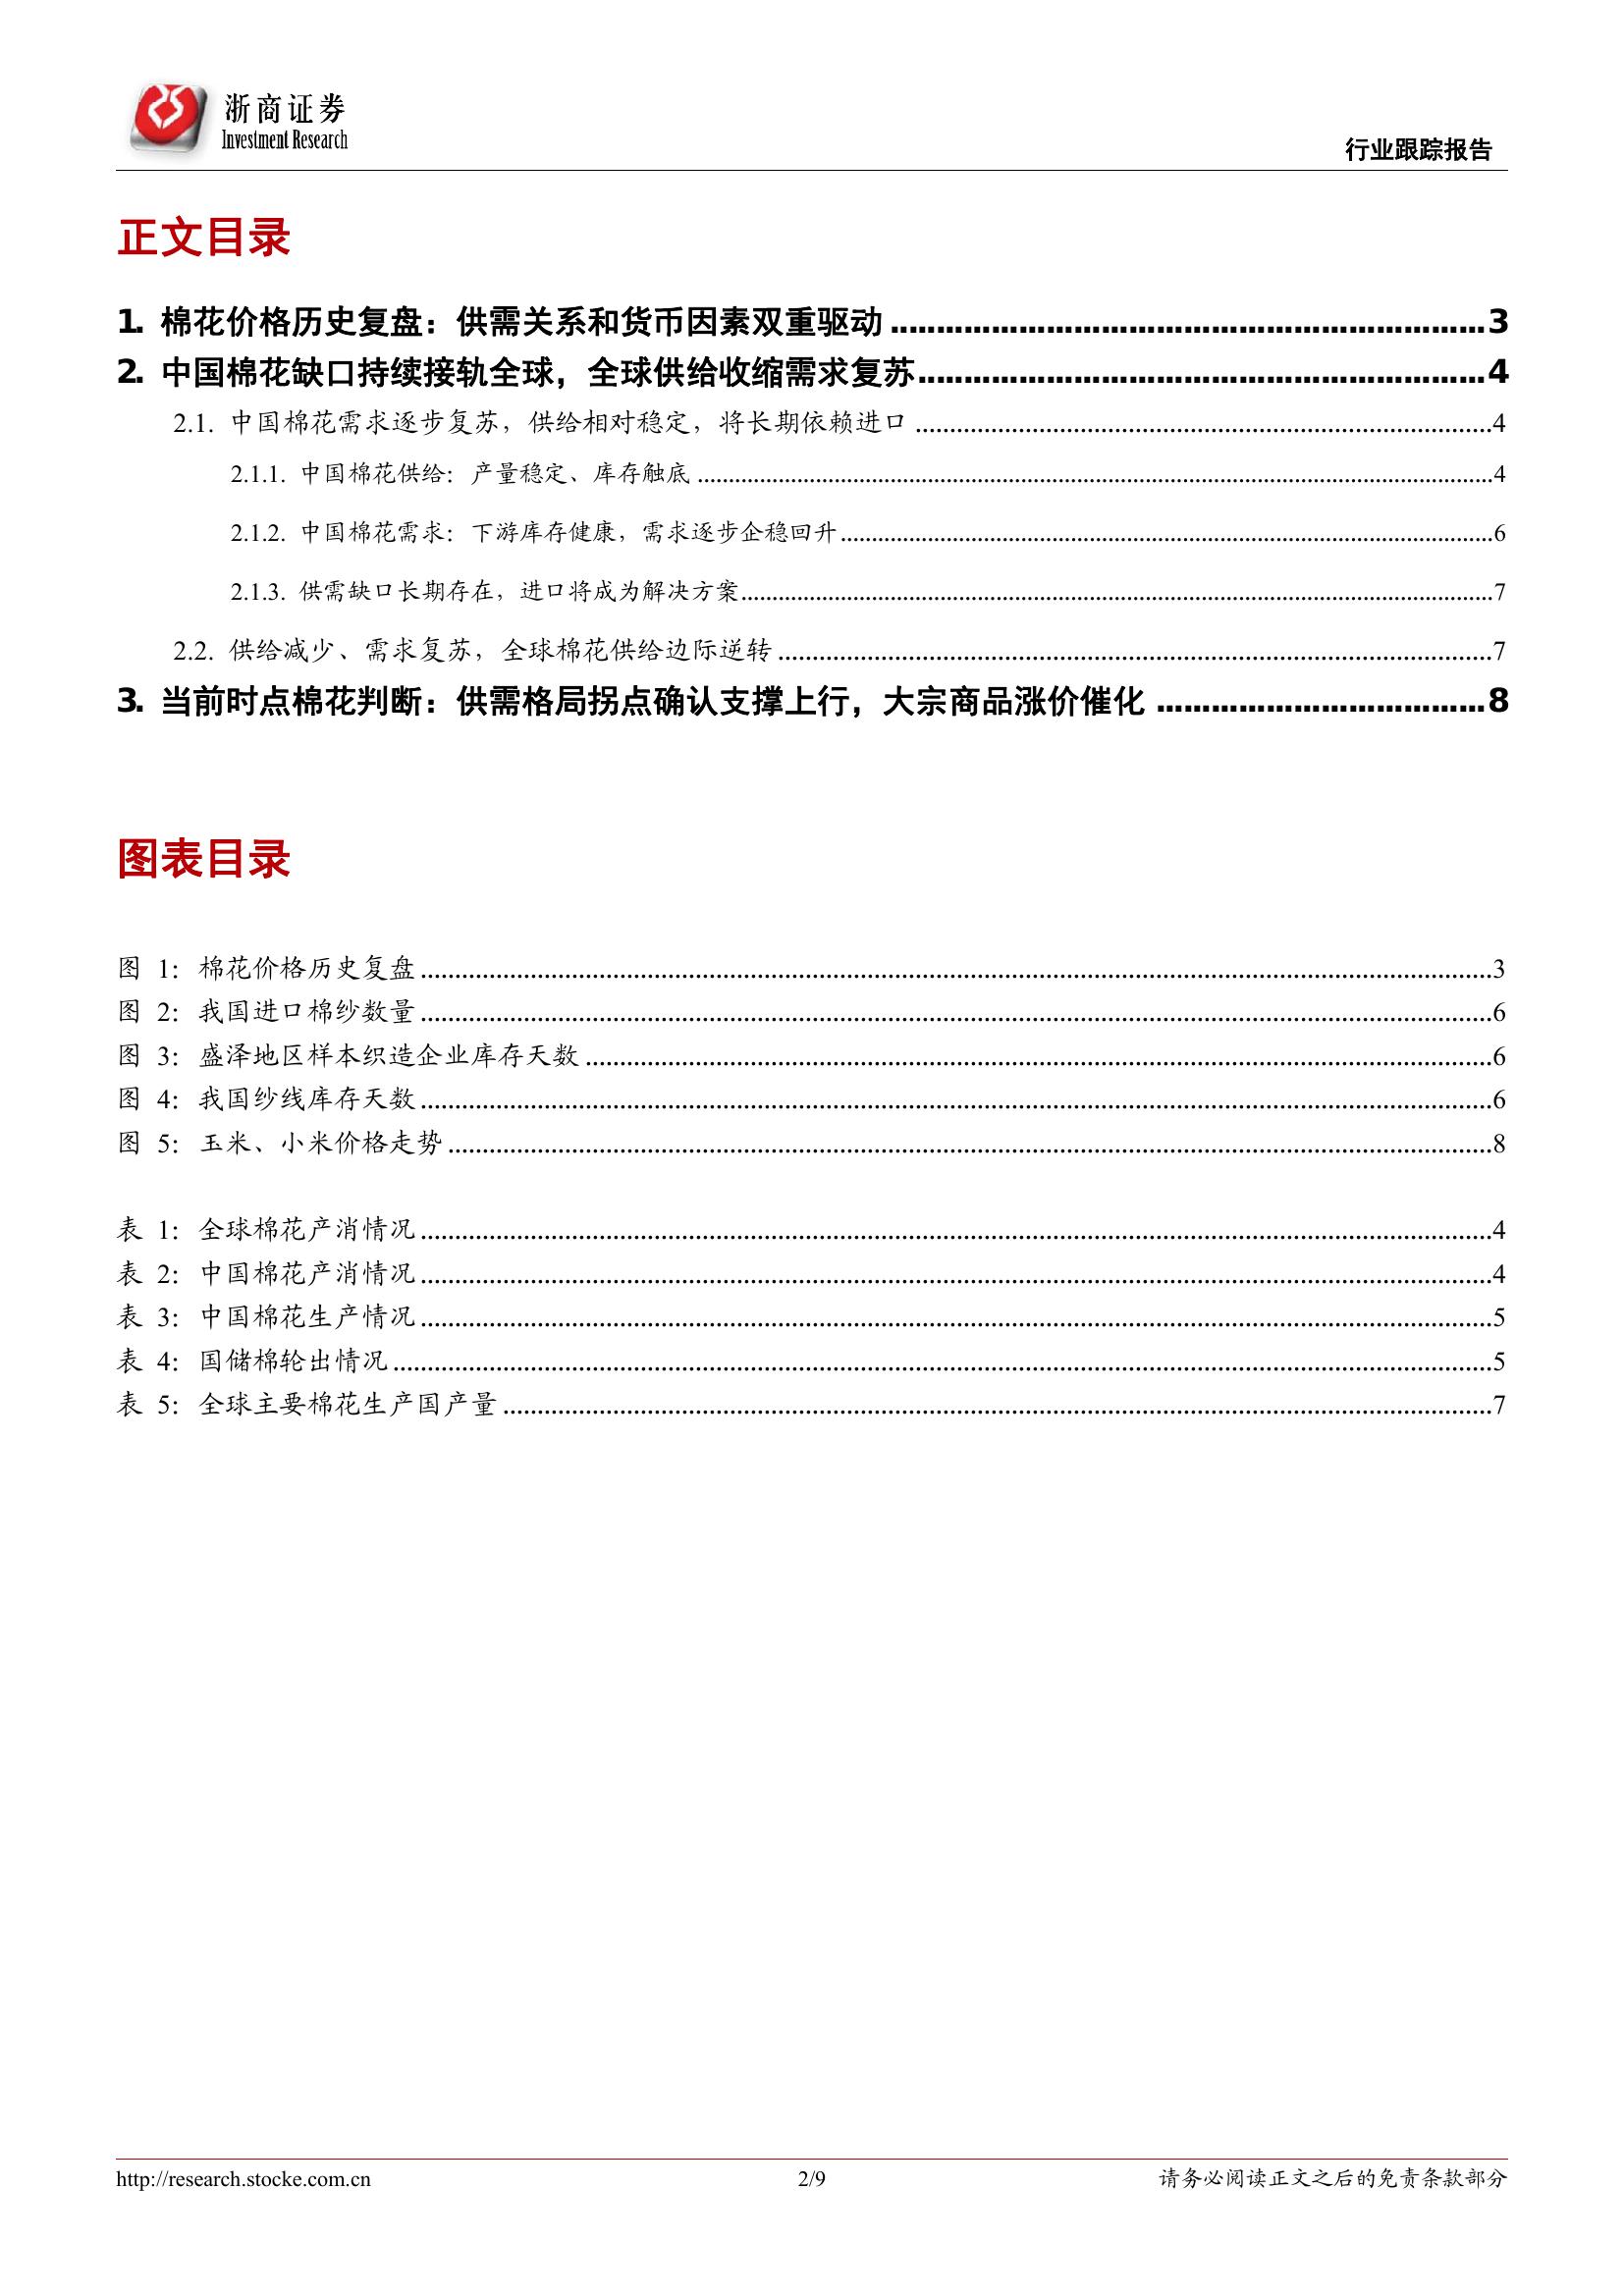 浙商证券
Investment Research
行业跟踪报告
正文目录
1. 棉花价格历史复盘：供需关系和货币因素双重驱动 ........ 3
2. 中国棉花缺口持续接轨全球，全球供给收缩需求复苏 ........ 4
2.1. 中国棉花需求逐步复苏，供给相对稳定，将长期依赖进口 ........ 4
2.1.1. 中国棉花供给：产量稳定、库存触底 ........ 4
2.1.2. 中国棉花需求：下游库存健康，需求逐步企稳回升 ........ 6
2.1.3. 供需缺口长期存在，进口将成为解决方案 ........ 7
2.2. 供给减少、需求复苏，全球棉花供给边际逆转 ........ 7
3. 当前时点棉花判断：供需格局拐点确认支撑上行，大宗商品涨价催化 ........ 8
图表目录
图 1：棉花价格历史复盘 ........ 3
图 2：我国进口棉纱数量 ........ 6
图 3：盛泽地区样本织造企业库存天数 ........ 6
图 4：我国纱线库存天数 ........ 6
图 5：玉米、小米价格走势 ........ 8
表 1：全球棉花产消情况 ........ 4
表 2：中国棉花产消情况 ........ 4
表 3：中国棉花生产情况 ........ 5
表 4：国储棉轮出情况 ........ 5
表 5：全球主要棉花生产国产量 ........ 7
http://research.stocke.com.cn
2/9
请务必阅读正文之后的免责条款部分